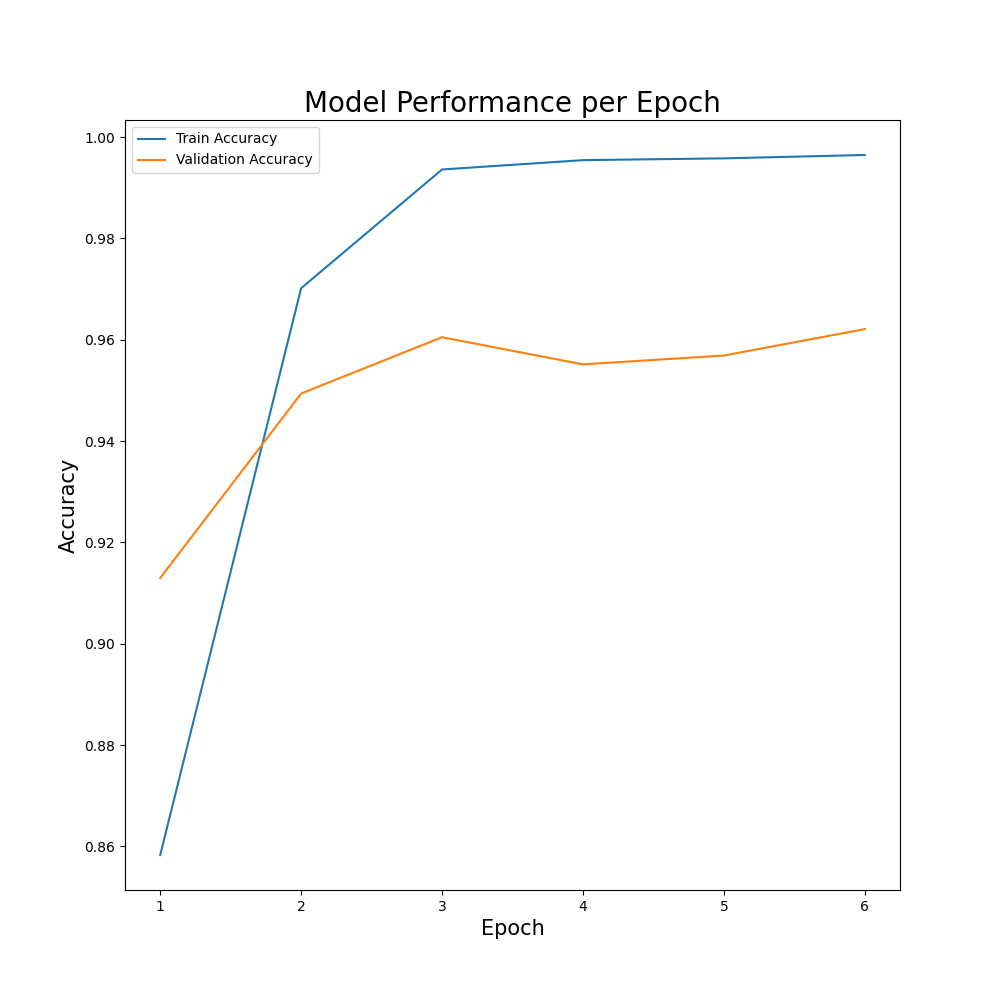 Model Performance per Epoch
Train Accuracy
Validation Accuracy
1.00
0.98
0.96
0.94
0.92
0.90
0.88
0.86
Accuracy
1 2 3 4 5 6
Epoch